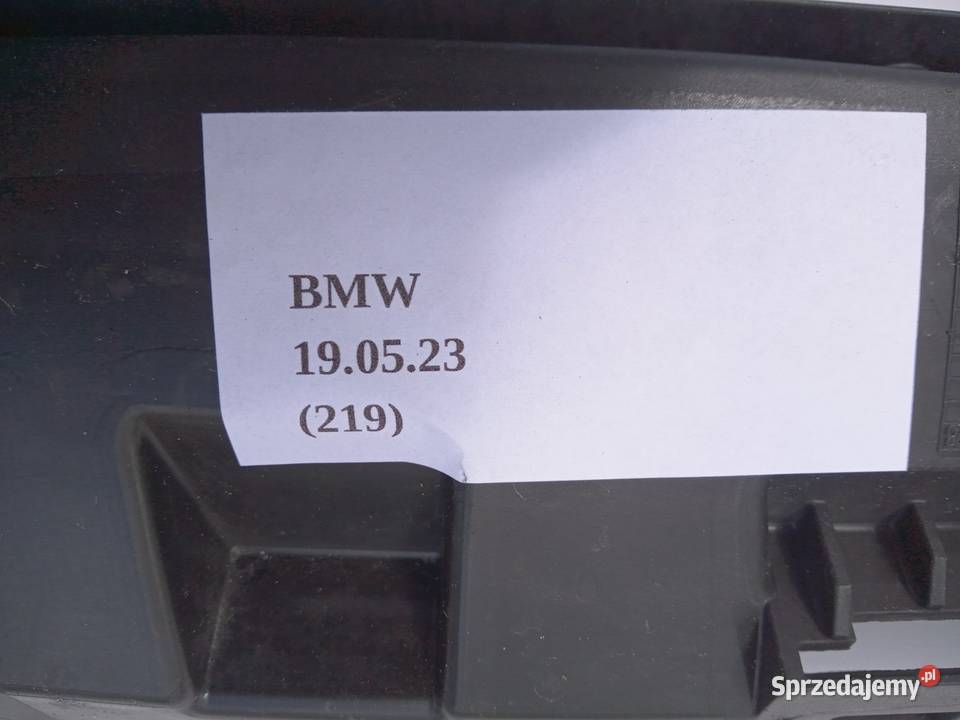 BMW
19.05.23
(219)
Sprzedajemy.pl